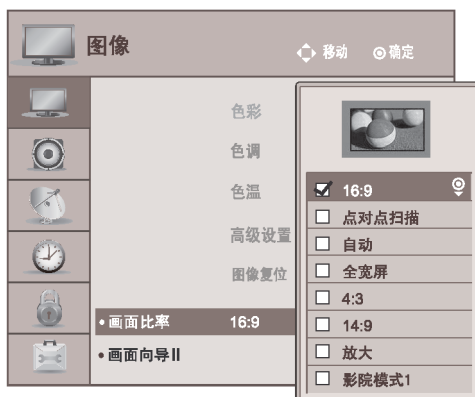 图像
移动 确定
色彩
色调
色温
高级设置
图像复位
•画面比率 16:9
•画面向导II
16:9
点对点扫描
自动
全宽屏
4:3
14:9
放大
影院模式1